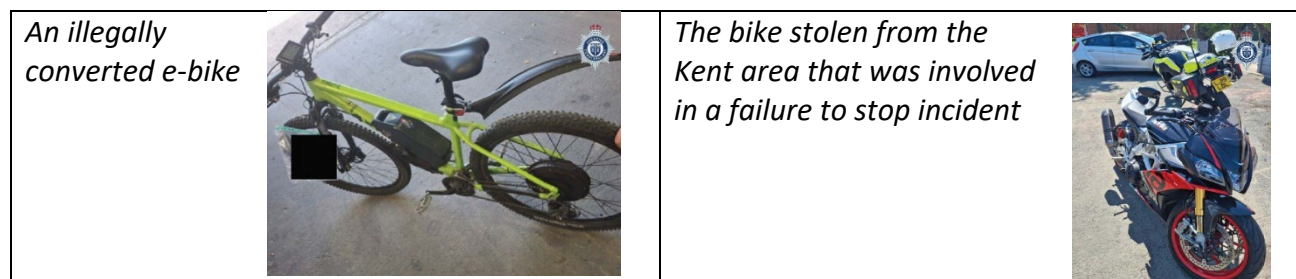 An illegally
converted e-bike
The bike stolen from the
Kent area that was involved
in a failure to stop incident